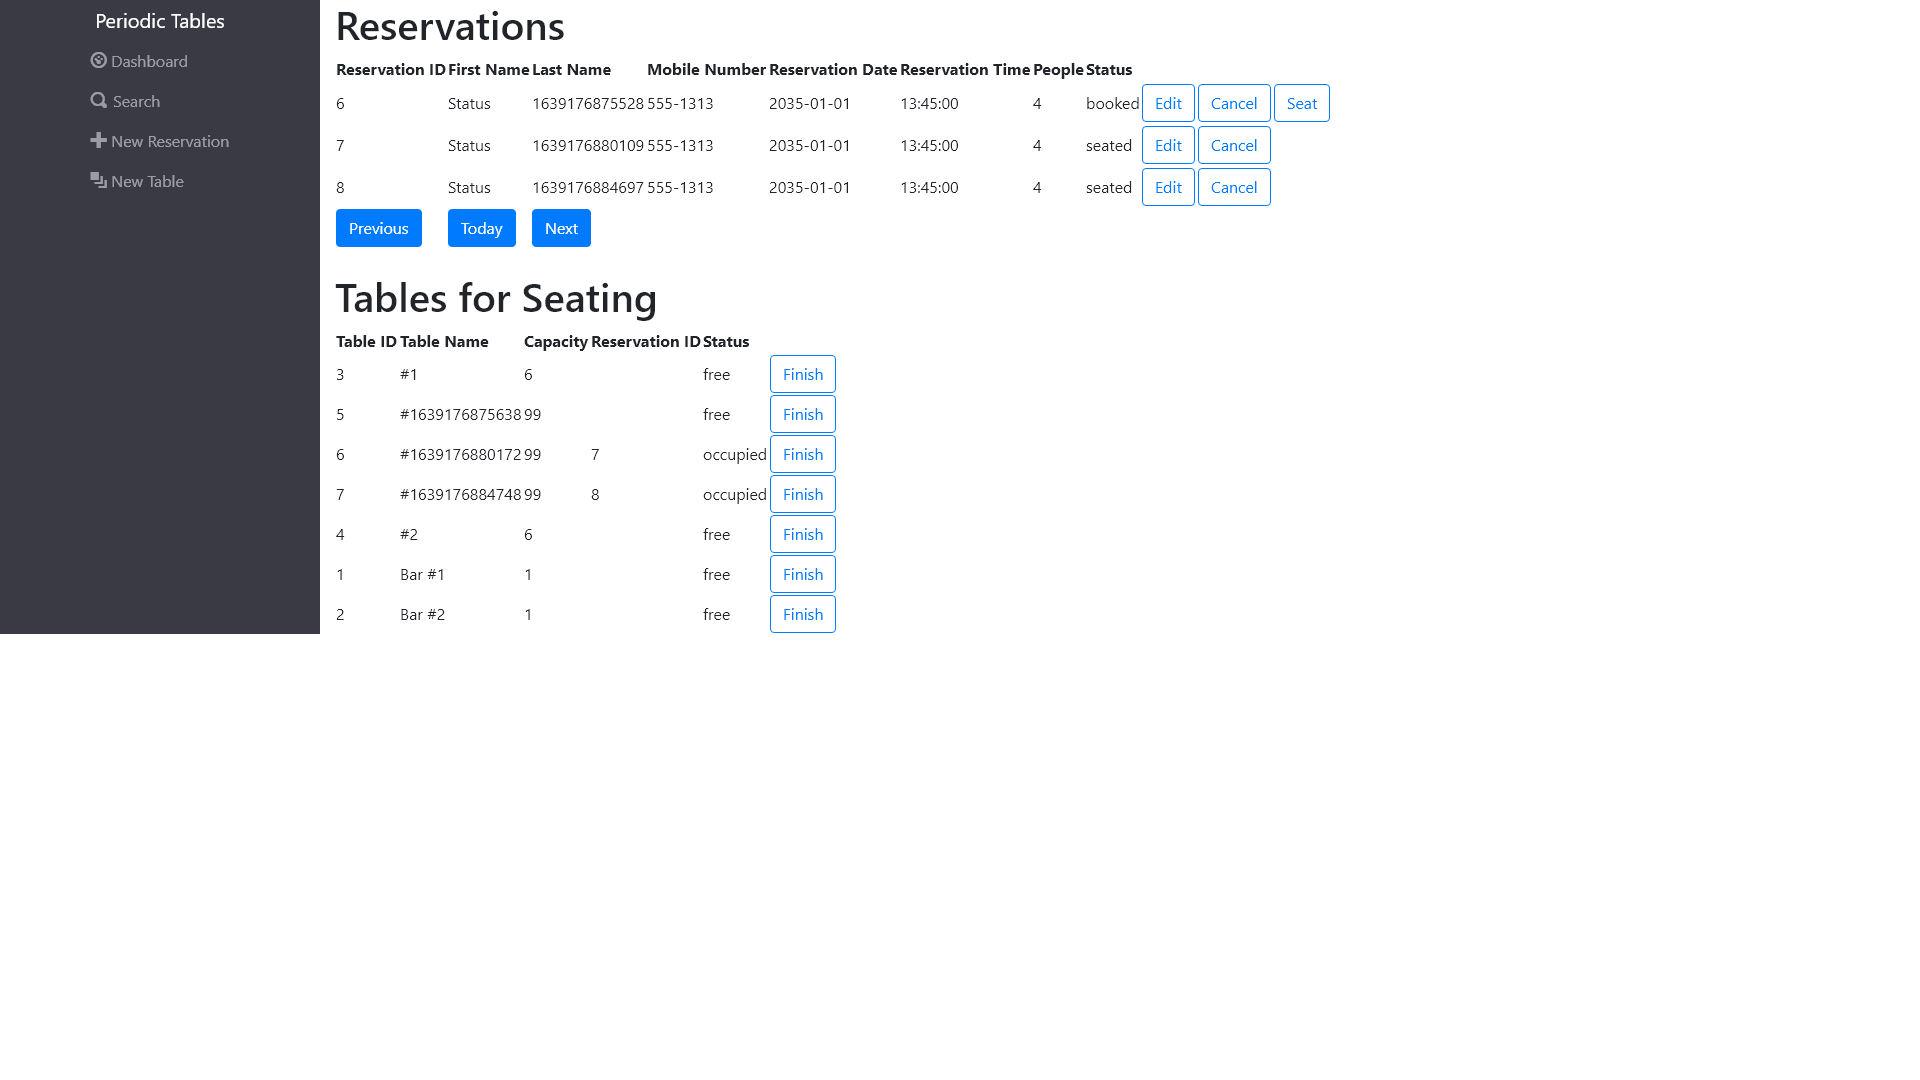 Periodic Tables
Dashboard
Search
New Reservation
New Table
Reservations
Reservation ID First Name Last Name Mobile Number Reservation Date Reservation Time People Status
6 Status 1639176875528 555-1313 2035-01-01 13:45:00 4 booked Edit Cancel Seat
7 Status 1639176880109 555-1313 2035-01-01 13:45:00 4 seated Edit Cancel
8 Status 1639176884697 555-1313 2035-01-01 13:45:00 4 seated Edit Cancel
Previous Today Next
Tables for Seating
Table ID Table Name Capacity Reservation ID Status
3 #1 6 free Finish
5 #1639176875638 99 free Finish
6 #1639176880172 99 7 occupied Finish
7 #1639176884748 99 8 occupied Finish
4 #2 6 free Finish
1 Bar #1 1 free Finish
2 Bar #2 1 free Finish